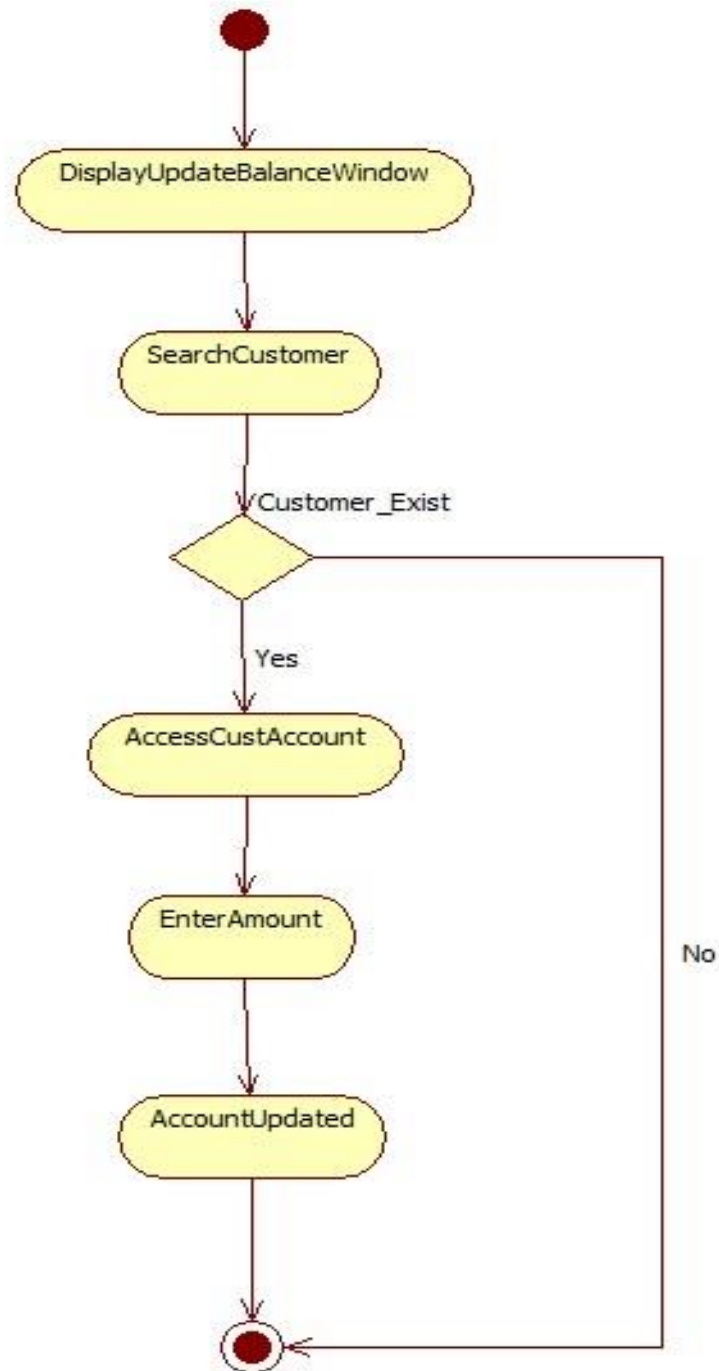 DisplayUpdateBalanceWindow
SearchCustomer
Customer_Exist
Yes
AccessCustAccount
EnterAmount
No
AccountUpdated